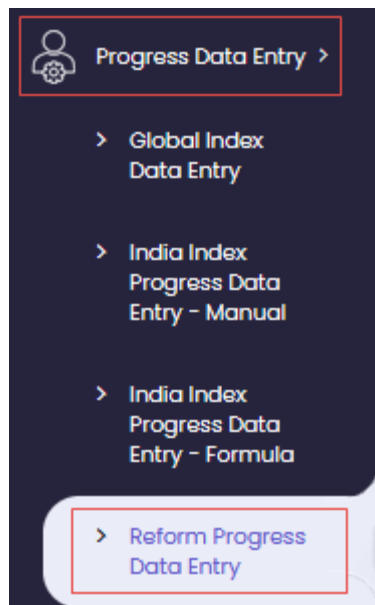 Progress Data Entry >
> Global Index
Data Entry
> India Index
Progress Data
Entry - Manual
> India Index
Progress Data
Entry - Formula
> Reform Progress
Data Entry